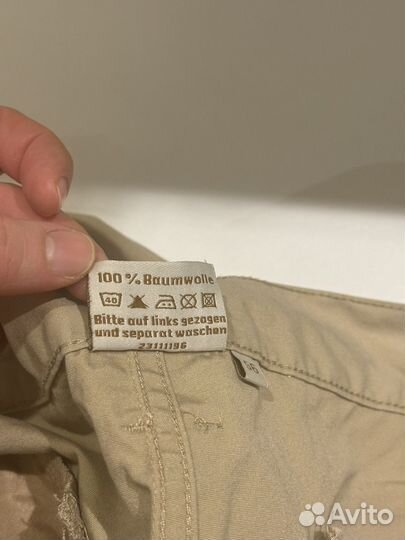 100 % Baumwolle
40
Bitte auf links gezogen
und separat waschen
23111196
Avito